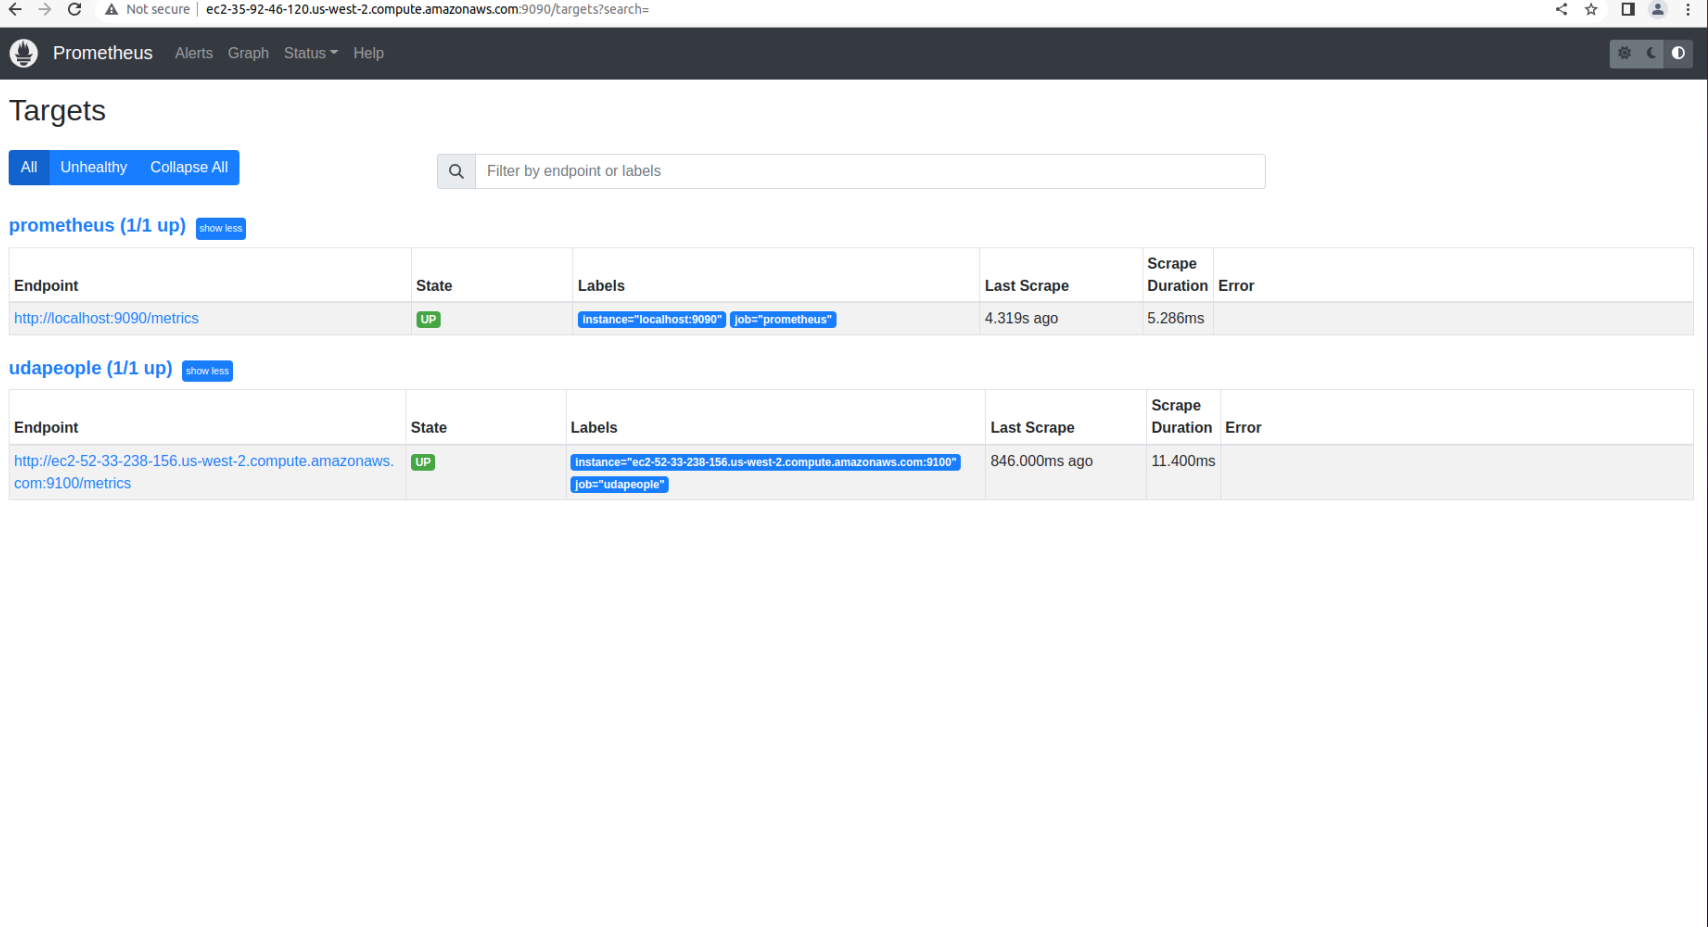 Not secure ec2-35-92-46-120.us-west-2.compute.amazonaws.com:9090/targets?search=
Prometheus Alerts Graph Status Help
Targets
All Unhealthy Collapse All
Filter by endpoint or labels
prometheus (1/1 up) show less
Endpoint State Labels Last Scrape Scrape Duration Error
http://localhost:9090/metrics UP instance="localhost:9090" job="prometheus" 4.319s ago 5.286ms
udapeople (1/1 up) show less
Endpoint State Labels Last Scrape Scrape Duration Error
http://ec2-52-33-238-156.us-west-2.compute.amazonaws. UP instance="ec2-52-33-238-156.us-west-2.compute.amazonaws.com:9100" 846.000ms ago 11.400ms
com:9100/metrics job="udapeople"